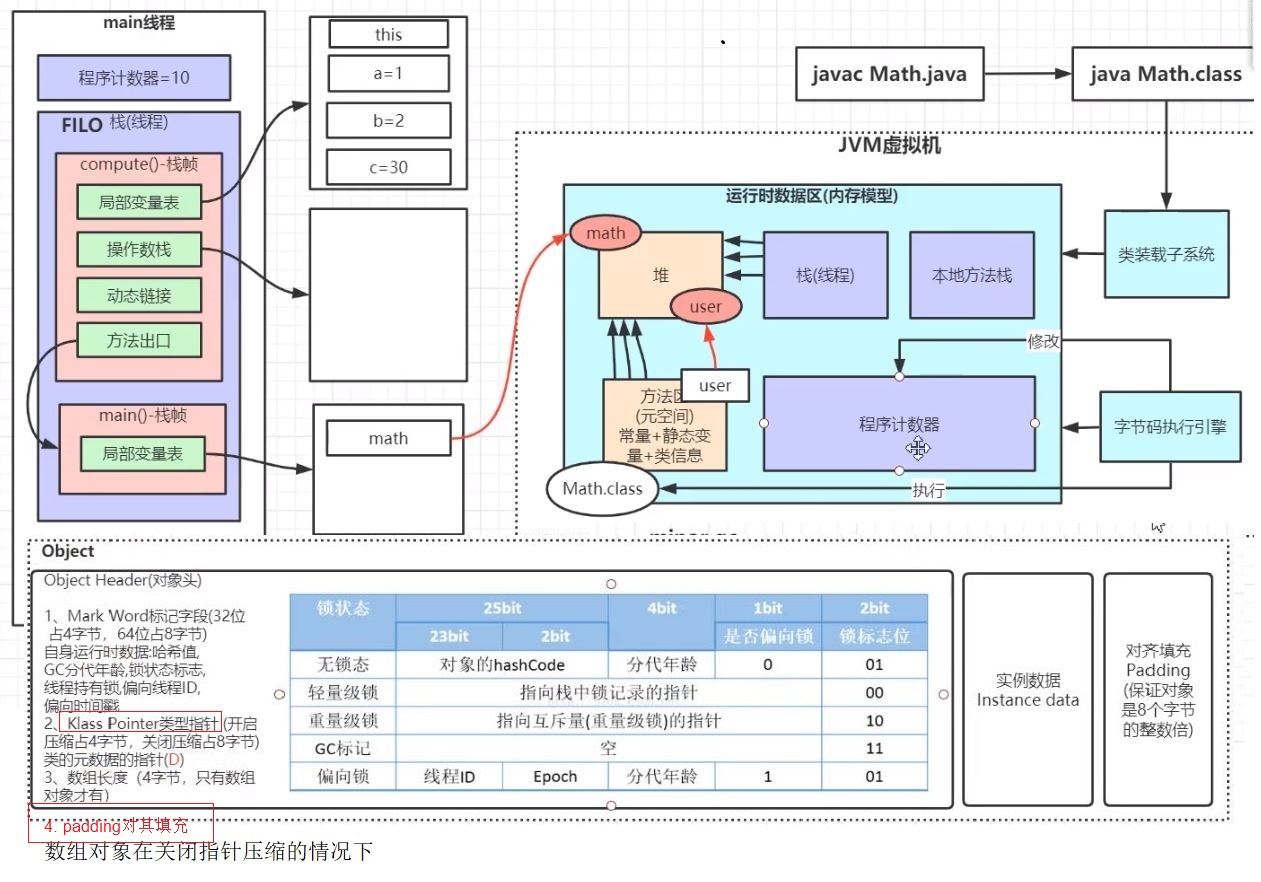 main线程
程序计数器=10
FILO 栈(线程)
compute()-栈帧
局部变量表
操作数栈
动态链接
方法出口
main()-栈帧
局部变量表
this
a=1
b=2
c=30
math
javac Math.java
java Math.class
JVM虚拟机
运行时数据区(内存模型)
math
堆
栈(线程)
本地方法栈
类装载子系统
user
修改
user
方法区
(元空间)
常量+静态变
量+类信息
程序计数器
字节码执行引擎
Math.class
执行
Object
Object Header(对象头)
1、Mark Word标记字段(32位
占4字节，64位占8字节)
自身运行时数据:哈希值,
GC分代年龄,锁状态标志,
线程持有锁,偏向线程ID,
偏向时间戳
2、Klass Pointer类型指针(开启
压缩占4字节，关闭压缩占8字节)
类的元数据的指针(D)
3、数组长度（4字节，只有数组
对象才有）
4. padding对其填充
锁状态 25bit 4bit 1bit 2bit
23bit 2bit 是否偏向锁 锁标志位
无锁态 对象的hashCode 分代年龄 0 01
轻量级锁 指向栈中锁记录的指针 00
重量级锁 指向互斥量(重量级锁)的指针 10
GC标记 空 11
偏向锁 线程ID Epoch 分代年龄 1 01
实例数据
Instance data
对齐填充
Padding
(保证对象
是8个字节
的整数倍)
数组对象在关闭指针压缩的情况下